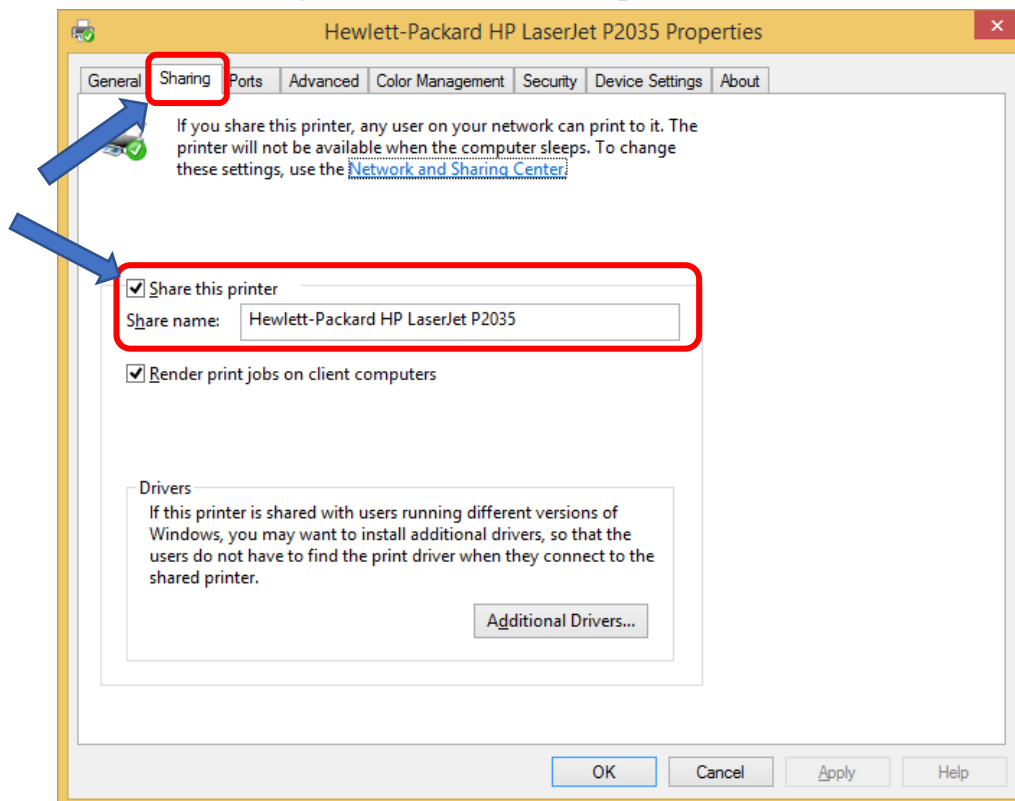 Hewlett-Packard HP LaserJet P2035 Properties
General Sharing Ports Advanced Color Management Security Device Settings About
If you share this printer, any user on your network can print to it. The
printer will not be available when the computer sleeps. To change
these settings, use the Network and Sharing Center.
Share this printer
Share name: Hewlett-Packard HP LaserJet P2035
Render print jobs on client computers
Drivers
If this printer is shared with users running different versions of
Windows, you may want to install additional drivers, so that the
users do not have to find the print driver when they connect to the
shared printer.
Additional Drivers...
OK Cancel Apply Help